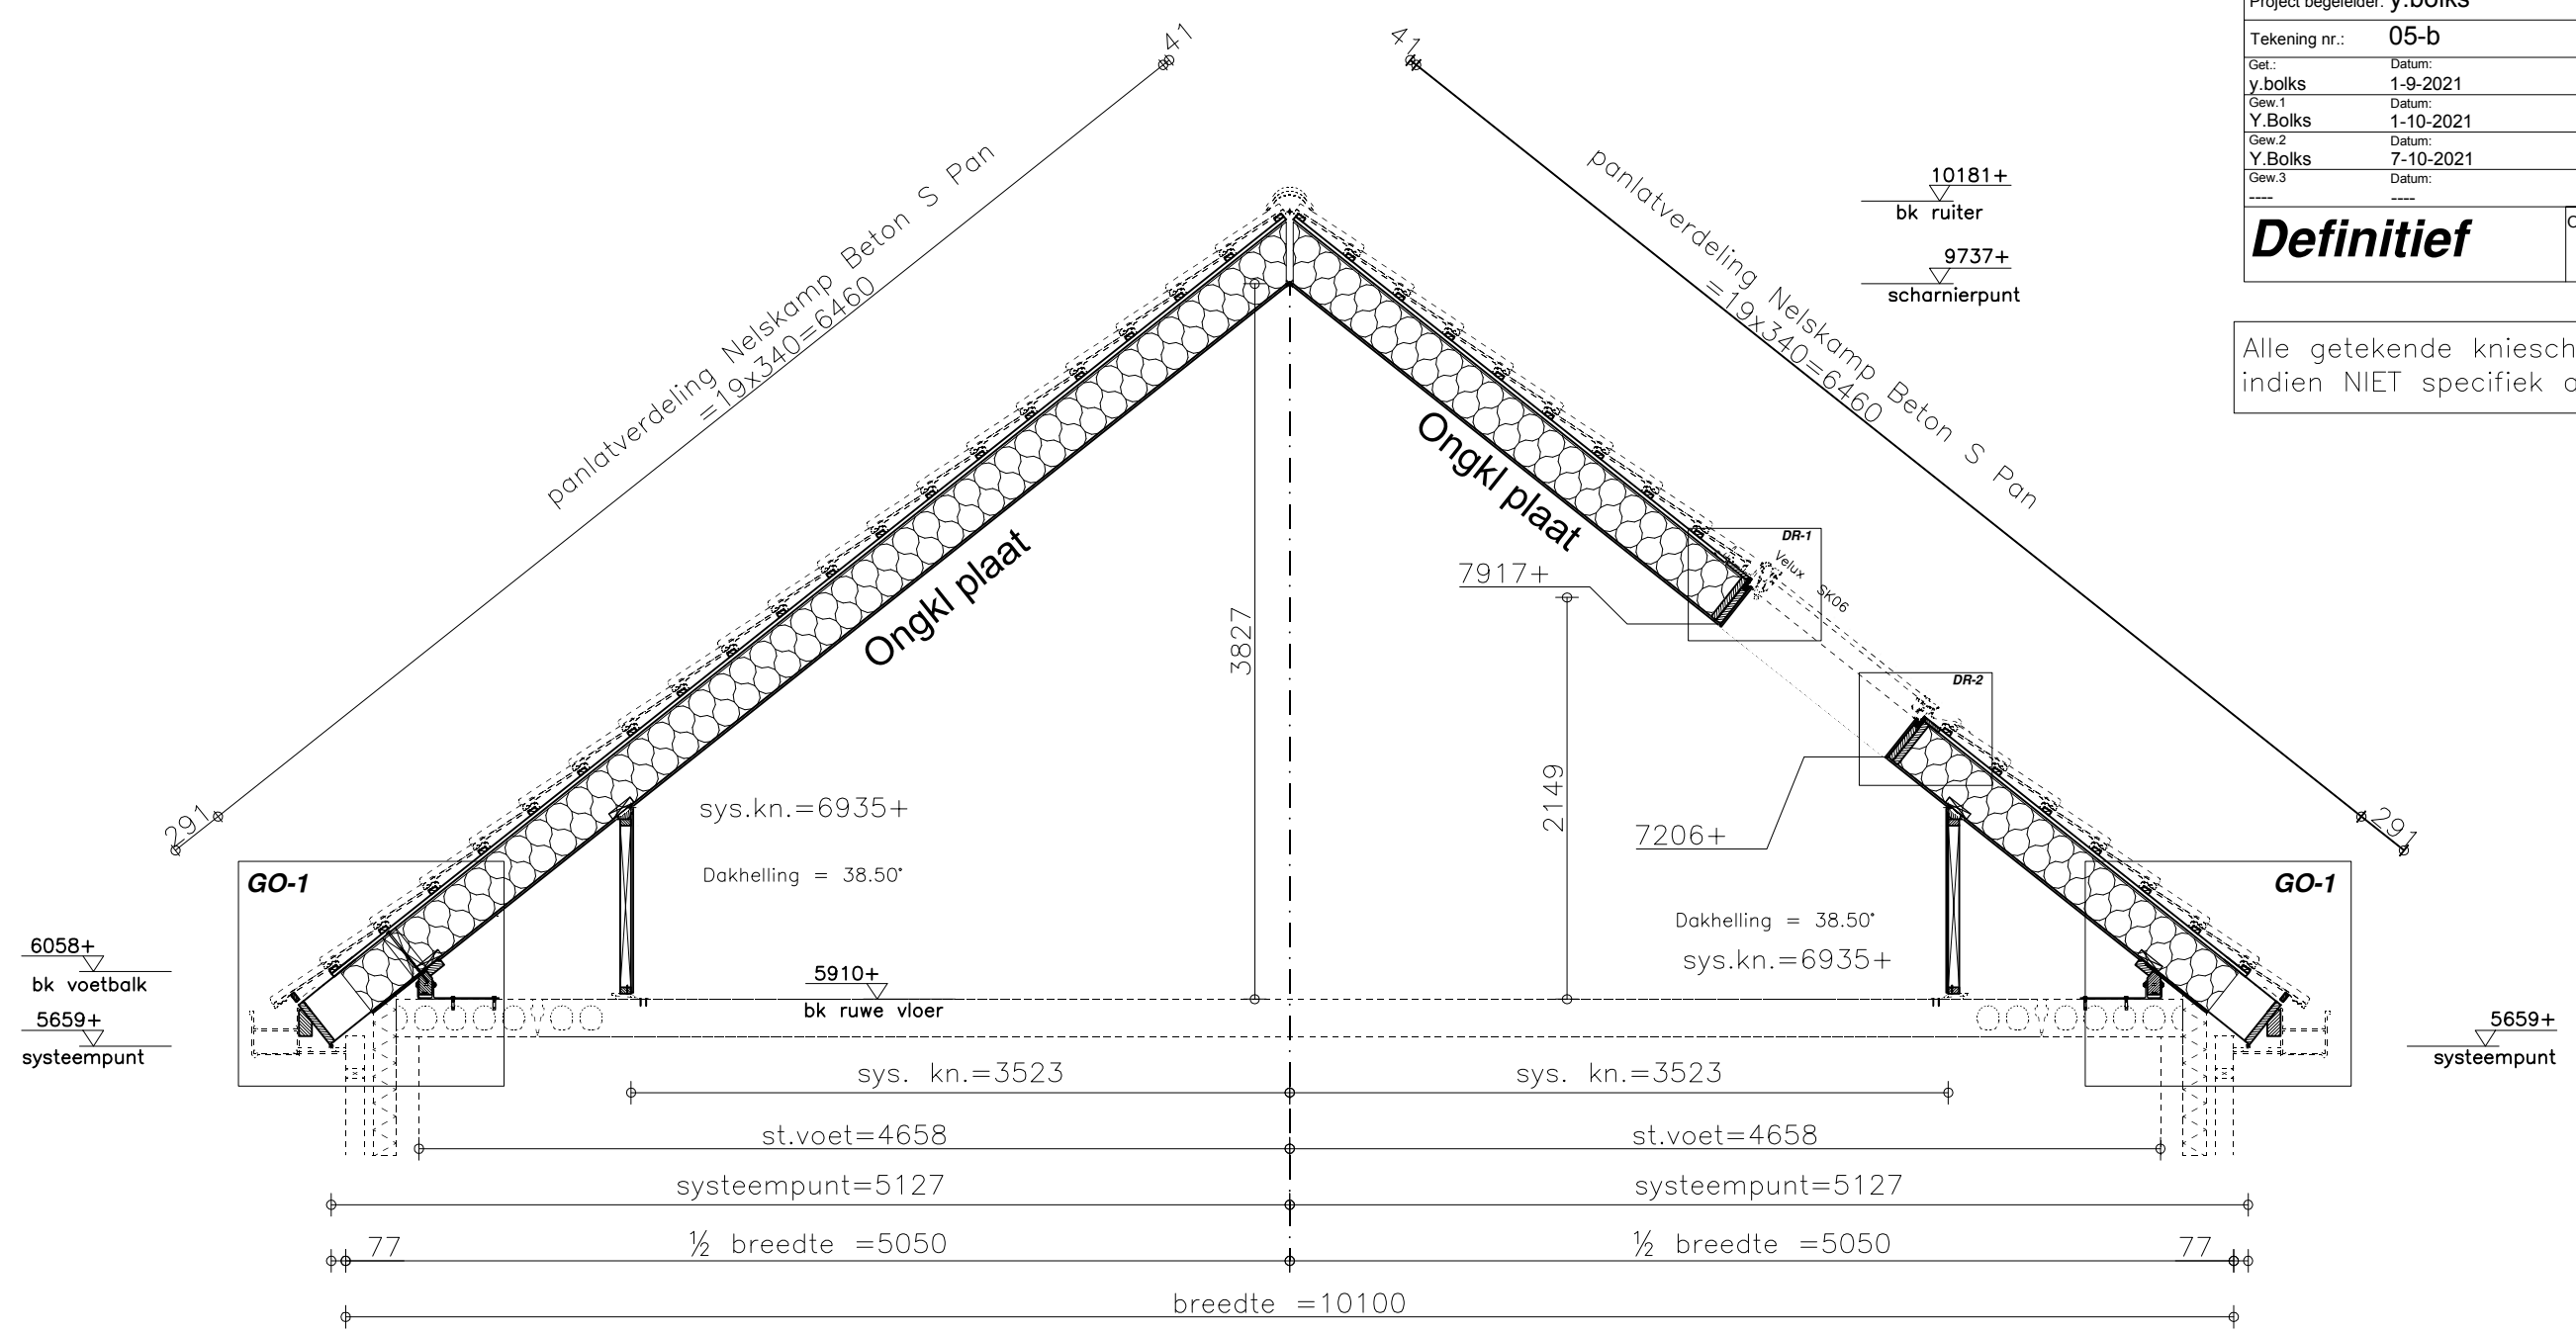 Project begeleider: y.bolks
Tekening nr.: 05-b
Get.: Datum:
y.bolks 1-9-2021
Gew.1 Datum:
Y.Bolks 1-10-2021
Gew.2 Datum:
Y.Bolks 7-10-2021
Gew.3 Datum:
---- ----
Definitief
Alle getekende
indien NIET specifiek
41
41
panlatverdeling Nelskamp Beton S Pan
=19x340=6460
panlatverdeling Nelskamp Beton S Pan
=19x340=6460
10181+
bk ruiter
9737+
scharnierpunt
Ongkl plaat
Ongkl plaat
DR-1
Velux SK06
7917+
3827
DR-2
2149
7206+
291
291
sys.kn.=6935+
Dakhelling = 38.50°
Dakhelling = 38.50°
sys.kn.=6935+
GO-1
GO-1
6058+
bk voetbalk
5659+
systeempunt
5910+
bk ruwe vloer
5659+
systeempunt
sys. kn.=3523
sys. kn.=3523
st.voet=4658
st.voet=4658
systeempunt=5127
systeempunt=5127
77
½ breedte =5050
½ breedte =5050
77
breedte =10100